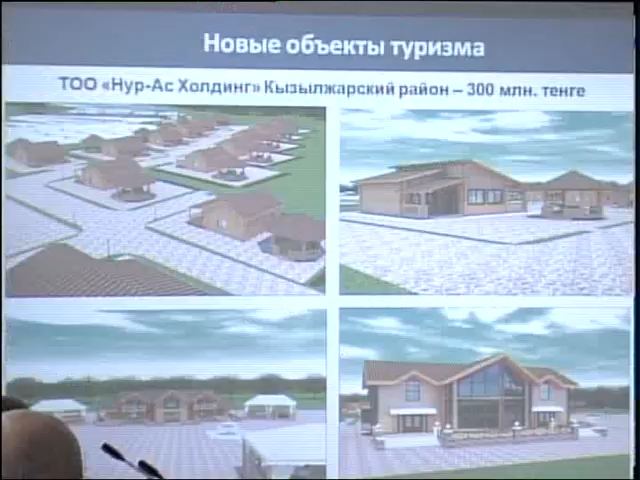 Новые объекты туризма
ТОО «Нур-Ас Холдинг» Кызылжарский район – 300 млн. тенге